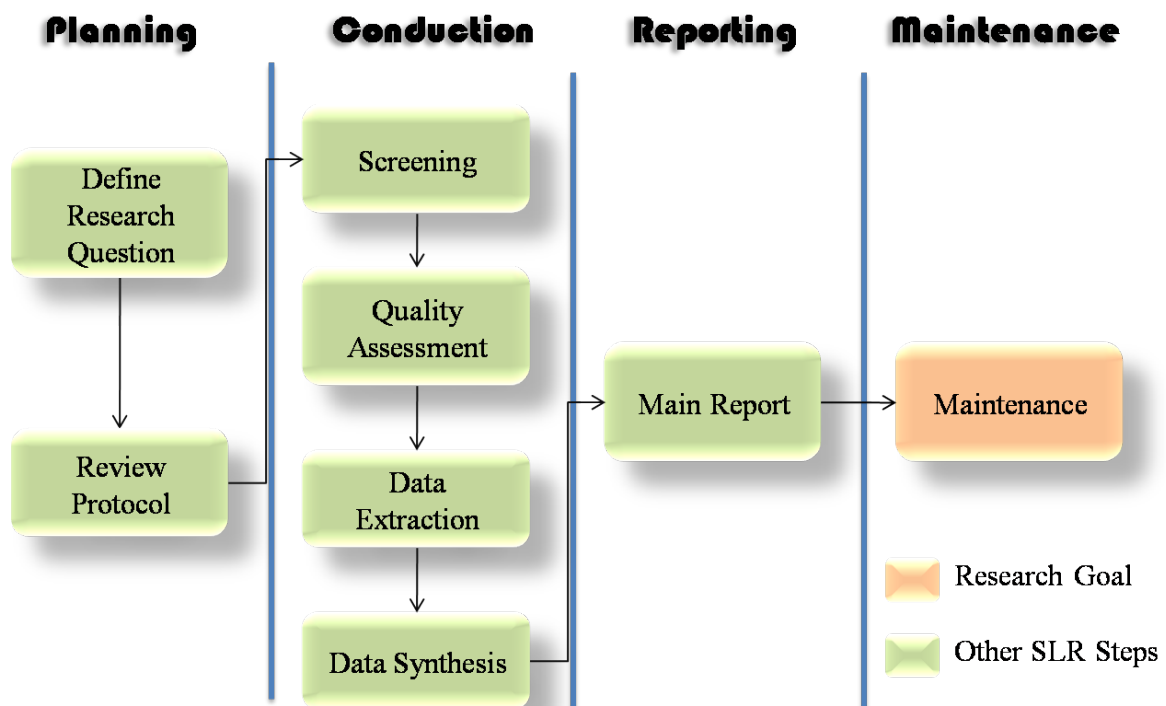 Planning
Conduction
Reporting
Maintenance
Define
Research
Question
Review
Protocol
Screening
Quality
Assessment
Data
Extraction
Data Synthesis
Main Report
Maintenance
Research Goal
Other SLR Steps